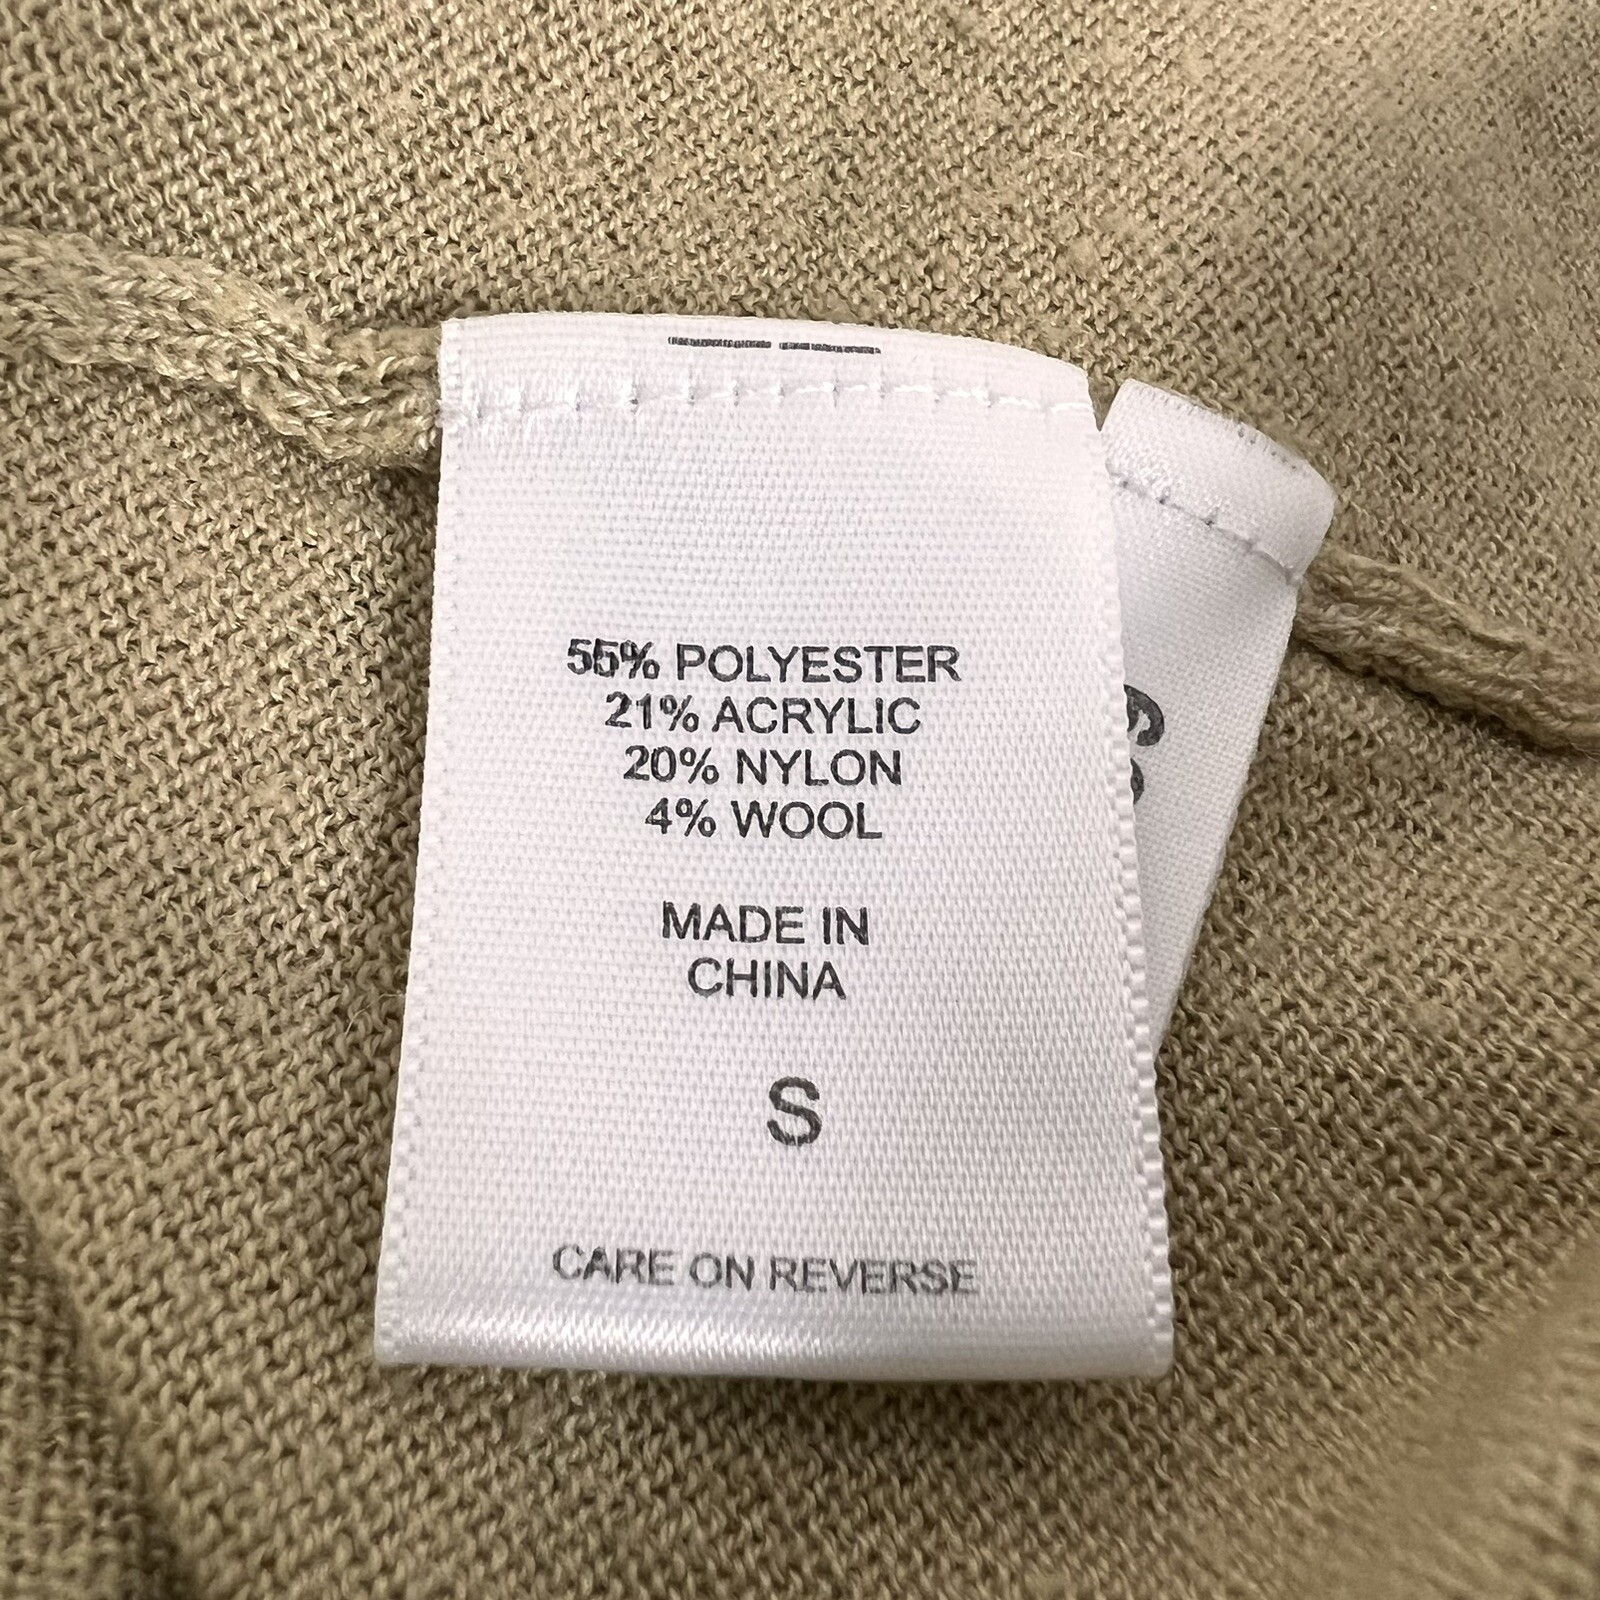 55% POLYESTER
21% ACRYLIC
20% NYLON
4% WOOL
MADE IN
CHINA
S
CARE ON REVERSE